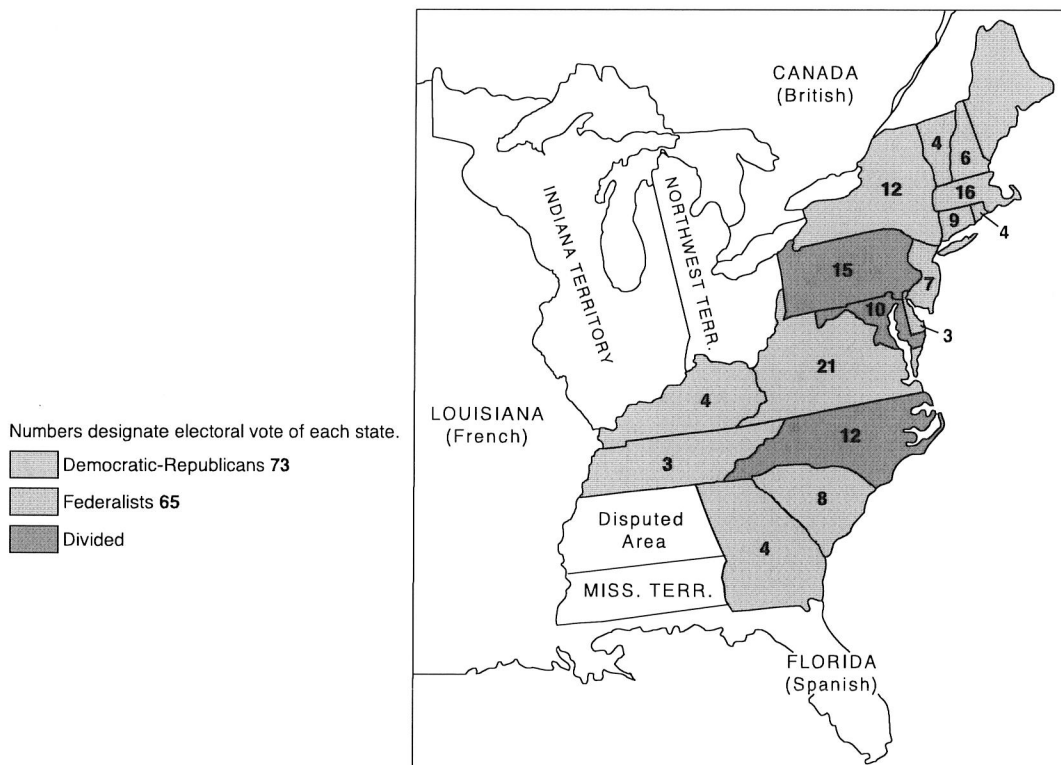 Numbers designate electoral vote of each state.
Democratic-Republicans 73
Federalists 65
Divided
CANADA
(British)
4
6
12
16
9
4
INDIANA TERRITORY
NORTHWEST TERR.
15
7
10
3
21
LOUISIANA
(French)
4
12
3
8
Disputed
Area
4
MISS. TERR.
FLORIDA
(Spanish)